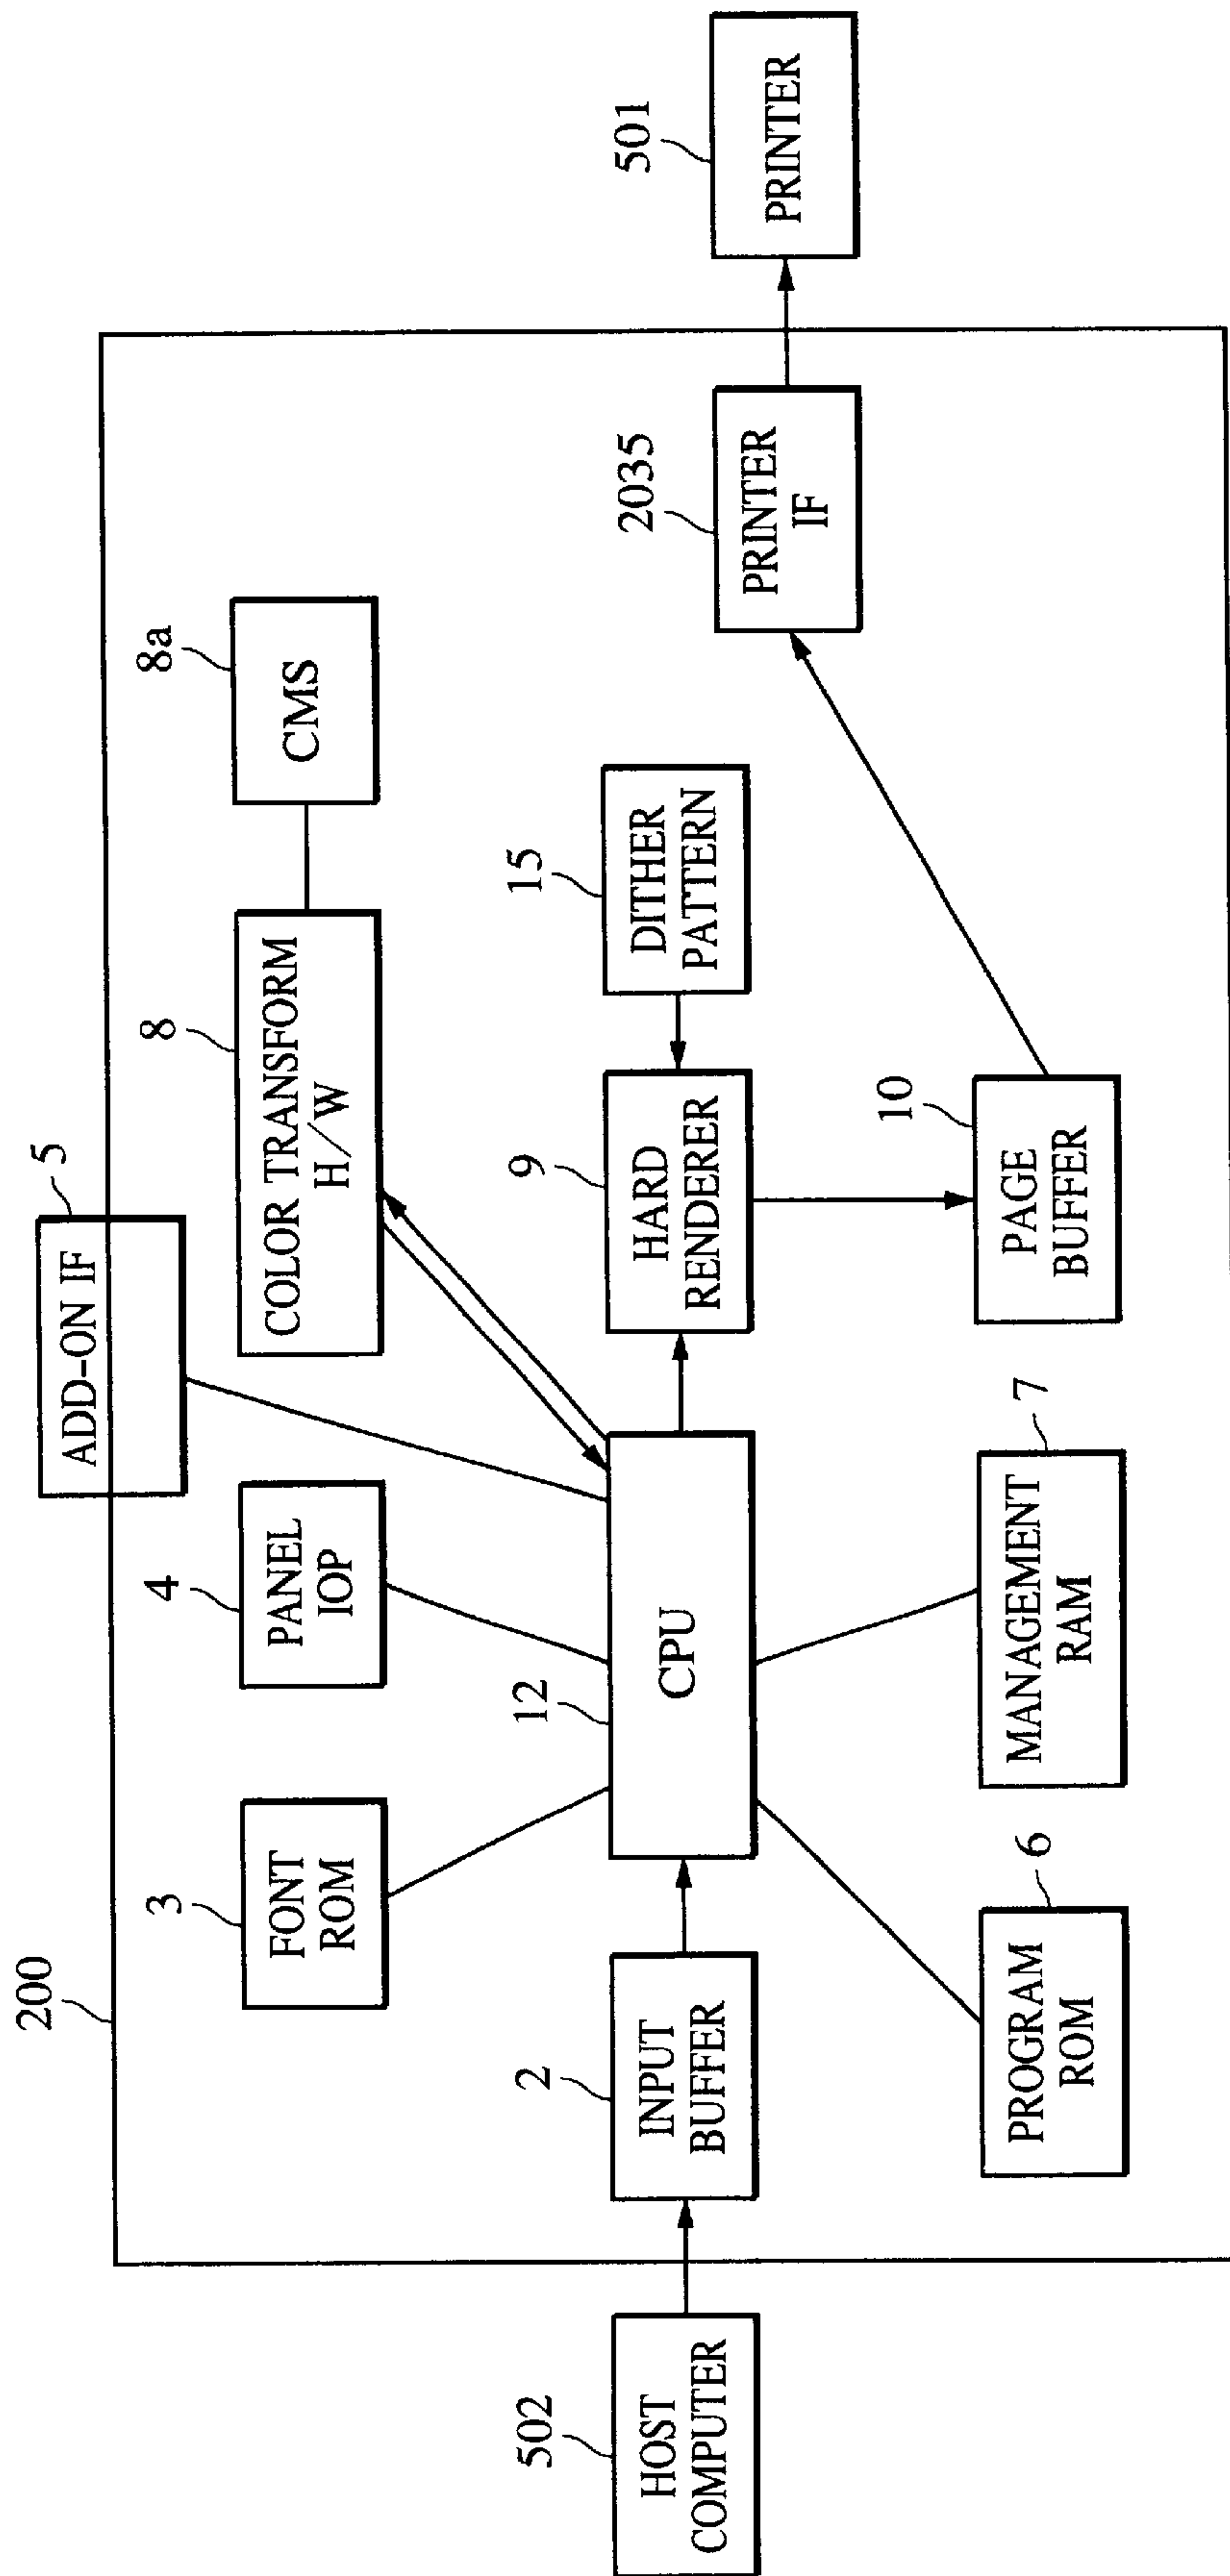 200
5
ADD-ON IF
3
FONT
ROM
4
PANEL
IOP
8
COLOR TRANSFORM
H/W
8a
CMS
502
HOST
COMPUTER
2
INPUT
BUFFER
12
CPU
9
HARD
RENDERER
15
DITHER
PATTERN
2035
PRINTER
IF
501
PRINTER
6
PROGRAM
ROM
7
MANAGEMENT
RAM
10
PAGE
BUFFER